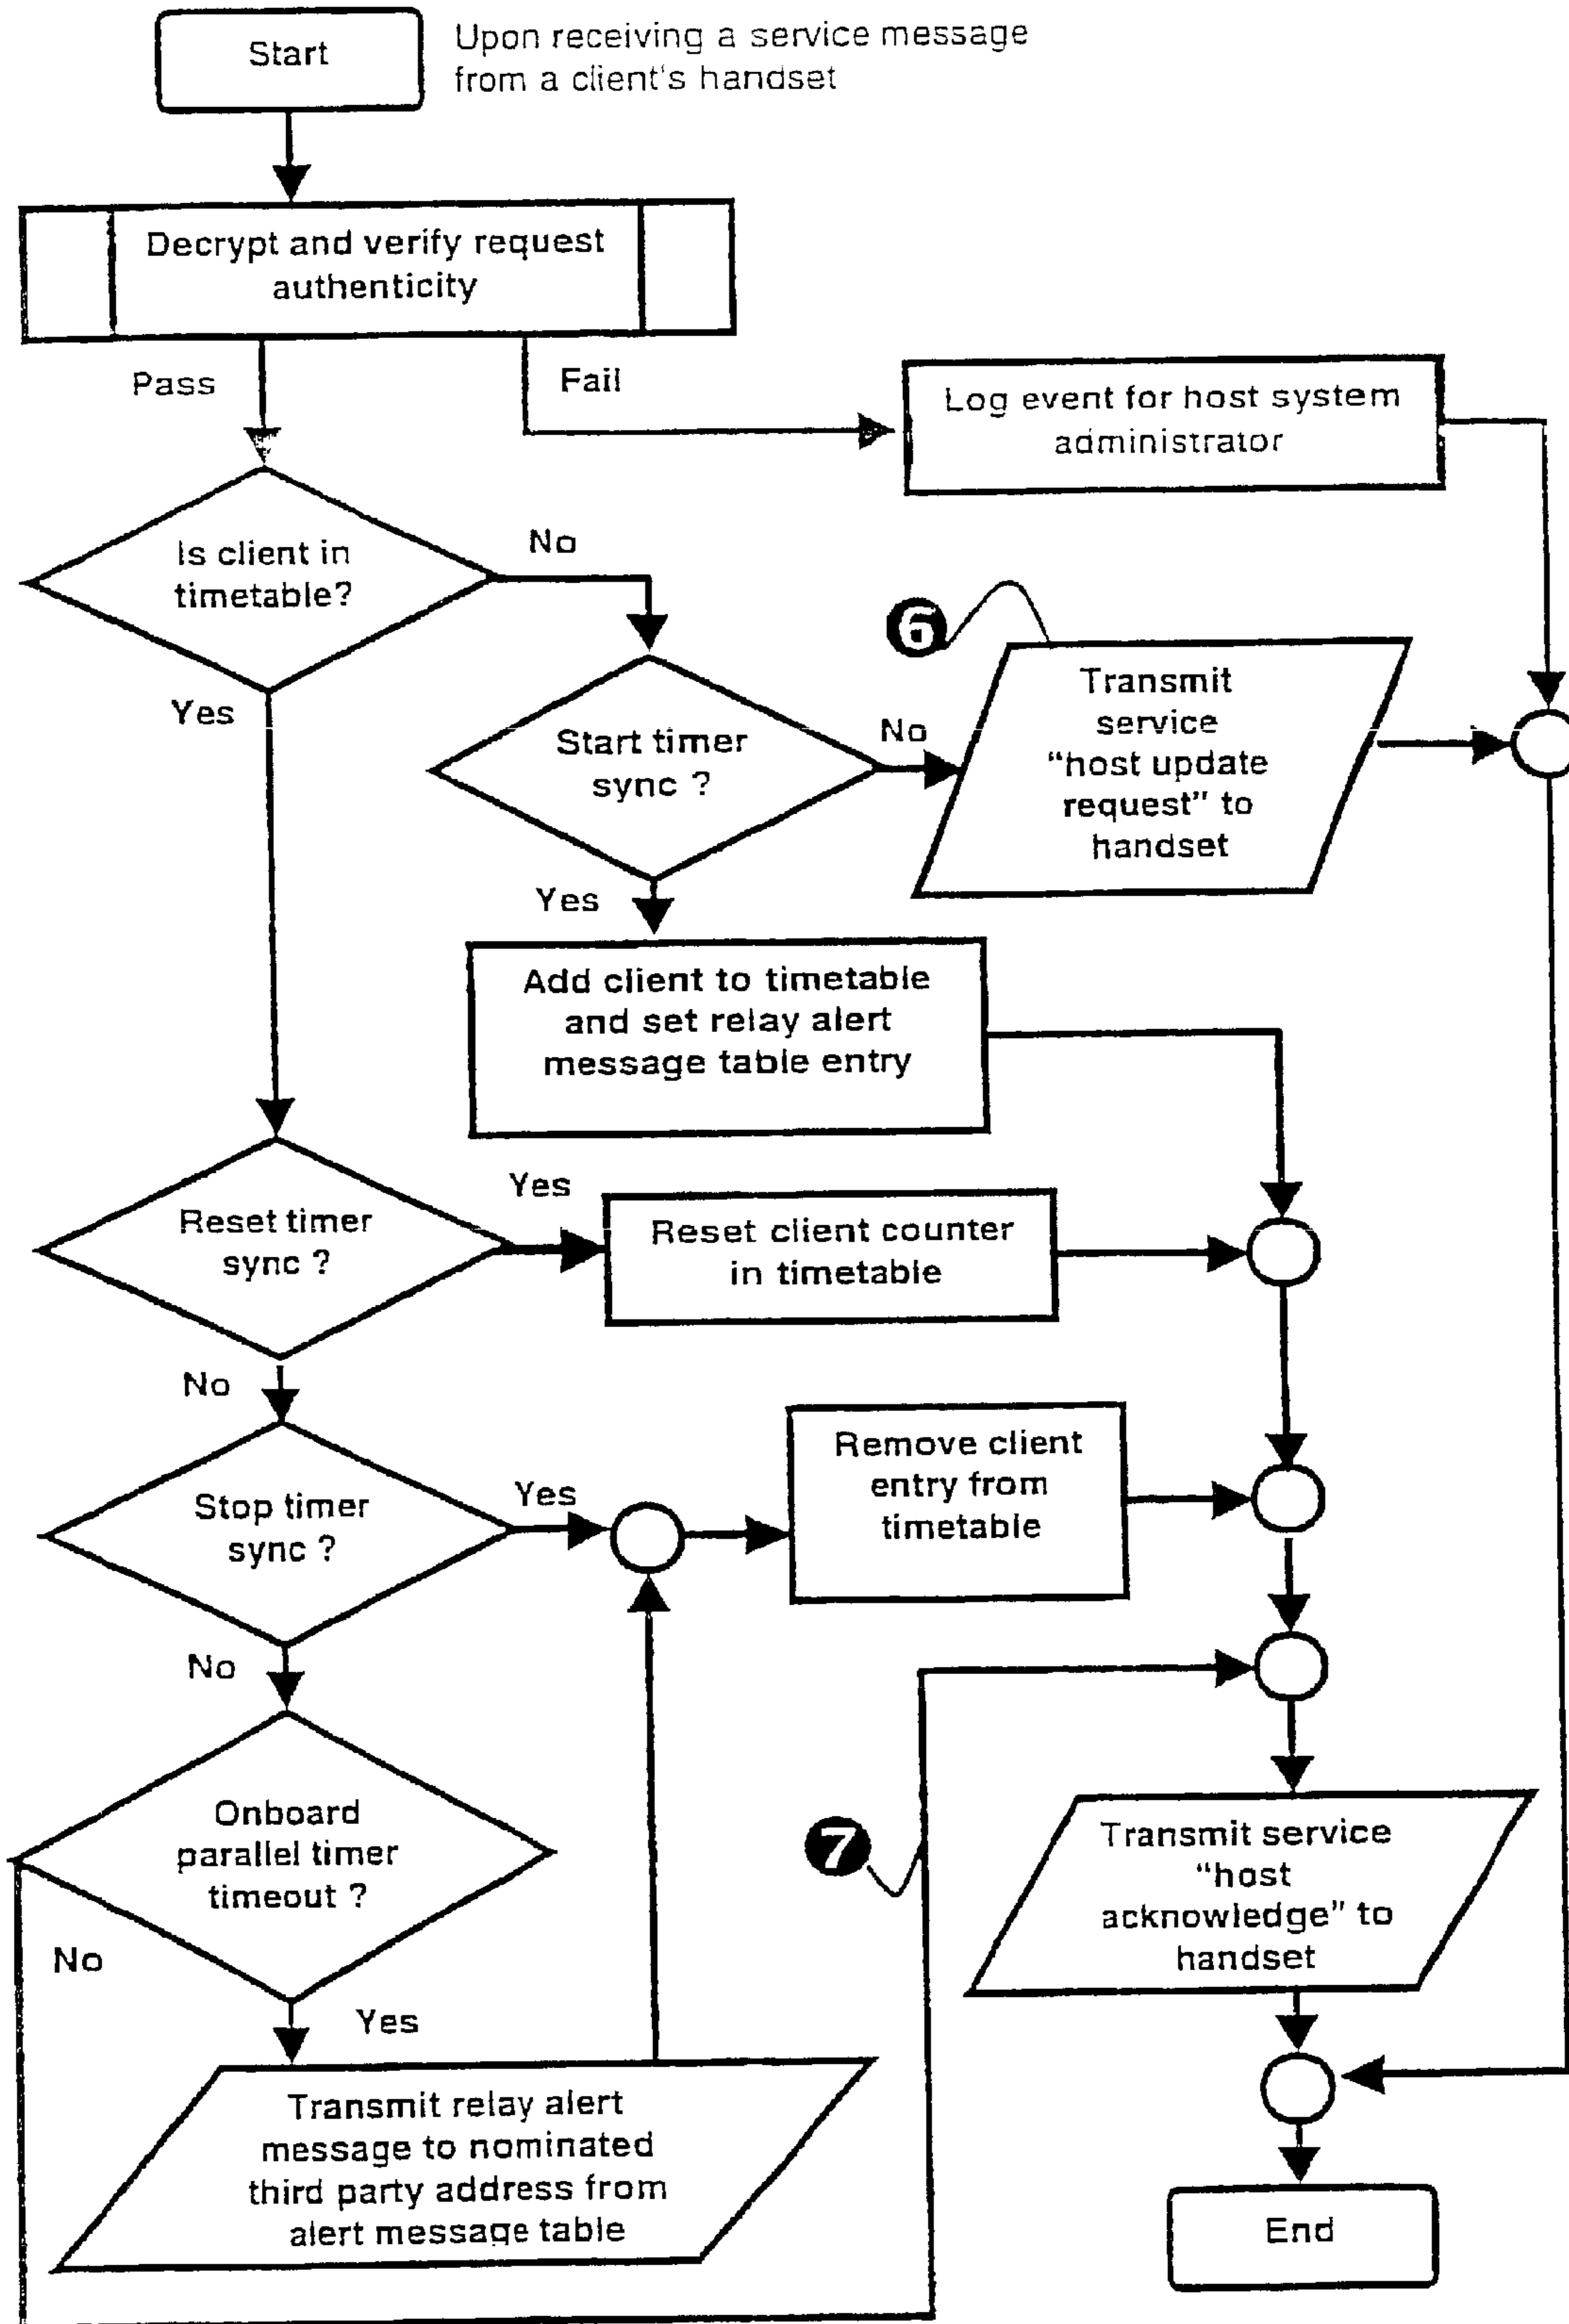 Start
Upon receiving a service message
from a client's handset
Decrypt and verify request
authenticity
Pass
Fail
Log event for host system
administrator
Is client in
timetable?
No
Yes
6
Transmit
service
“host update
request” to
handset
Start timer
sync ?
No
Yes
Add client to timetable
and set relay alert
message table entry
Reset timer
sync ?
Yes
Reset client counter
in timetable
No
Stop timer
sync ?
Yes
Remove client
entry from
timetable
No
Onboard
parallel timer
timeout ?
7
Transmit service
“host
acknowledge” to
handset
No
Yes
Transmit relay alert
message to nominated
third party address from
alert message table
End